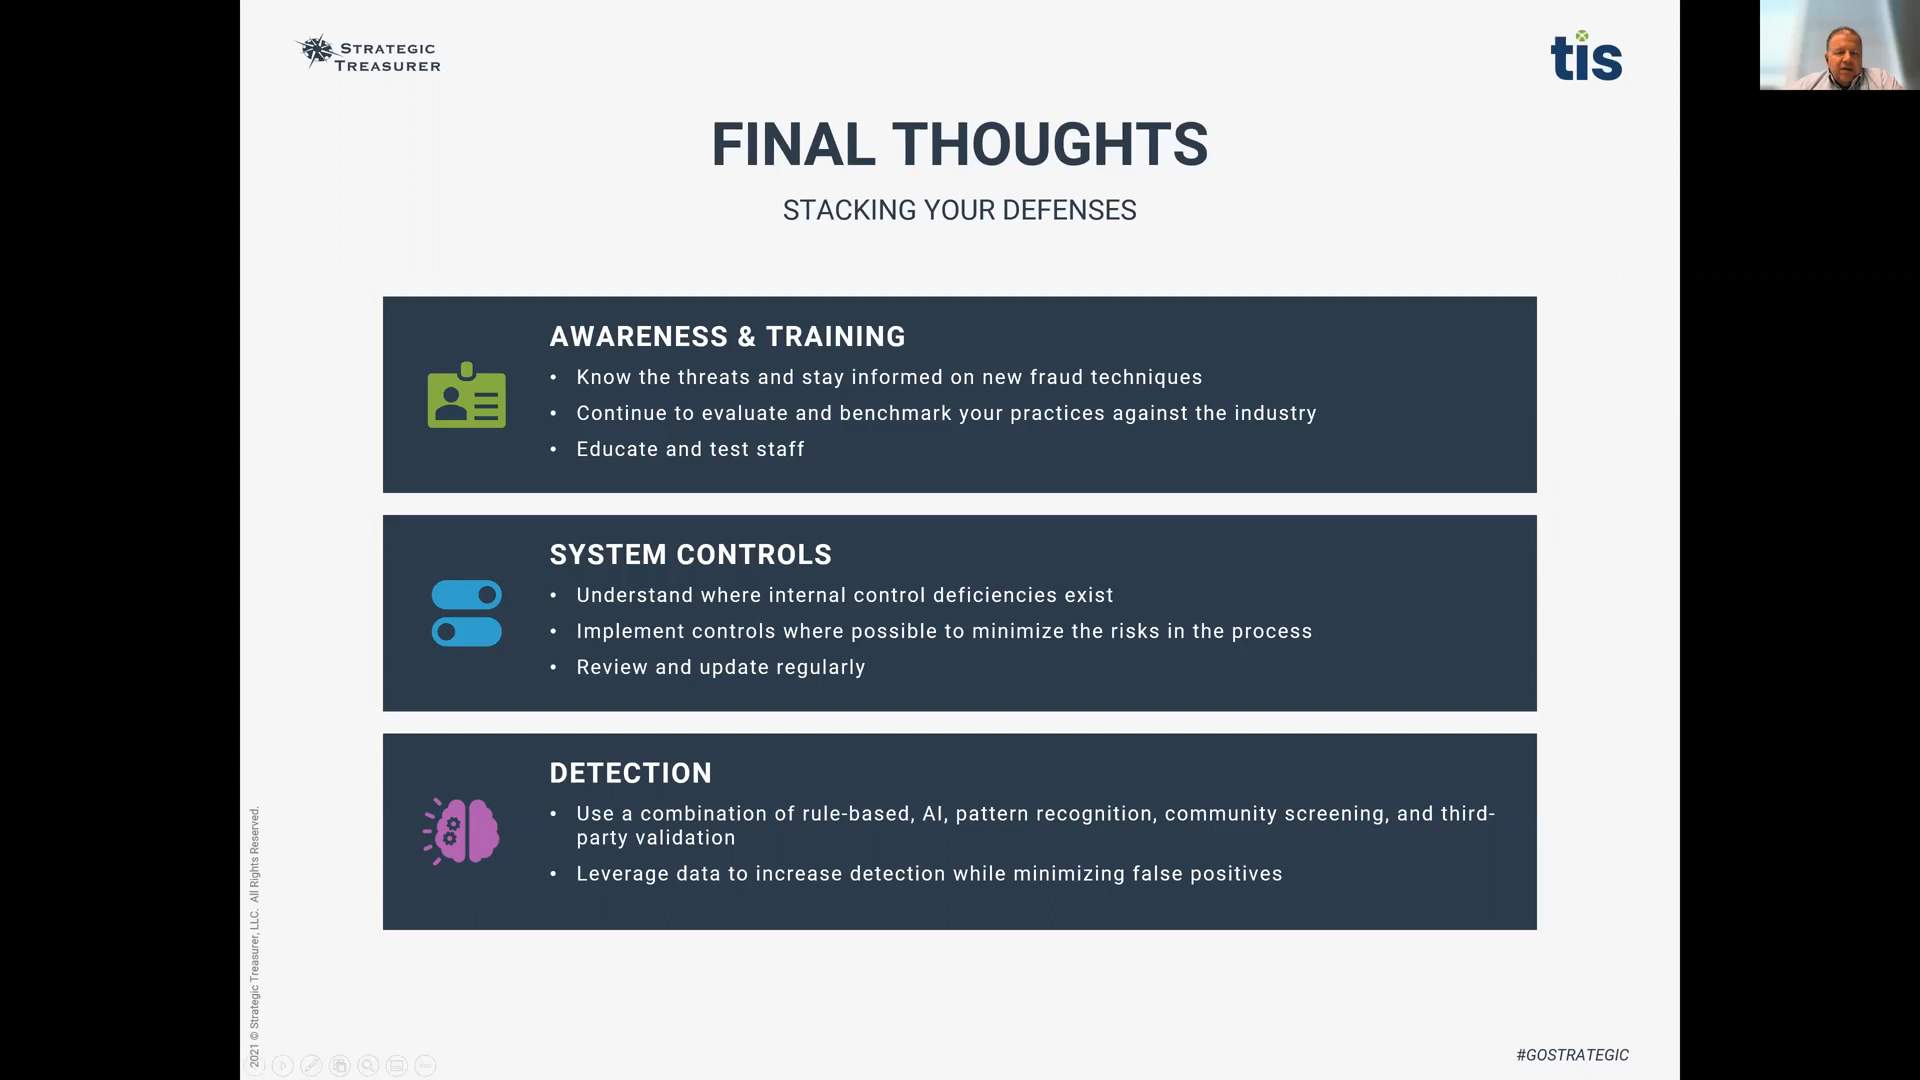 STRATEGIC
TREASURER
tis
FINAL THOUGHTS
STACKING YOUR DEFENSES
AWARENESS & TRAINING
• Know the threats and stay informed on new fraud techniques
• Continue to evaluate and benchmark your practices against the industry
• Educate and test staff
SYSTEM CONTROLS
• Understand where internal control deficiencies exist
• Implement controls where possible to minimize the risks in the process
• Review and update regularly
DETECTION
• Use a combination of rule-based, AI, pattern recognition, community screening, and third-
party validation
• Leverage data to increase detection while minimizing false positives
2021 © Strategic Treasurer, LLC. All Rights Reserved.
#GOSTRATEGIC